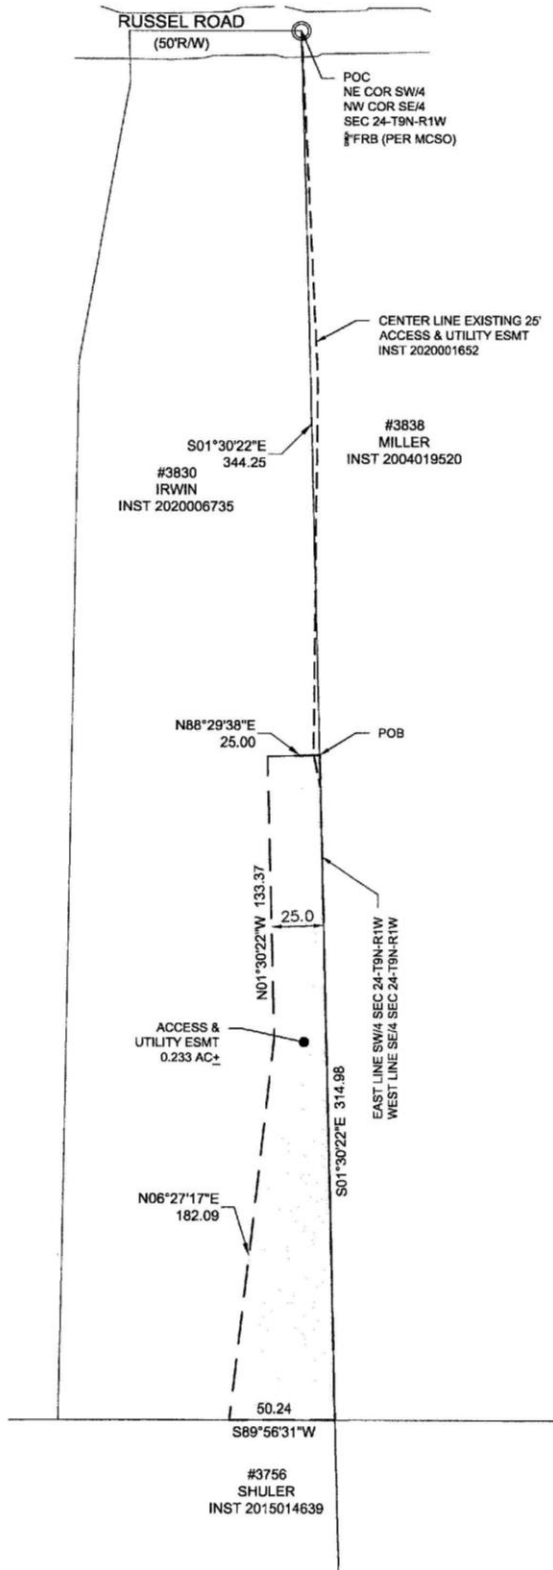 RUSSEL ROAD
(50'R/W)
POC
NE COR SW/4
NW COR SE/4
SEC 24-T9N-R1W
"FRB (PER MCSO)
CENTER LINE EXISTING 25'
ACCESS & UTILITY ESMT
INST 2020001652
#3838
MILLER
INST 2004019520
S01°30'22"E
344.25
#3830
IRWIN
INST 2020006735
N88°29'38"E
25.00
POB
N01°30'22"W 133.37
25.0
EAST LINE SW/4 SEC 24-T9N-R1W
WEST LINE SE/4 SEC 24-T9N-R1W
ACCESS &
UTILITY ESMT
0.233 AC±
S01°30'22"E 314.98
N06°27'17"E
182.09
50.24
S89°56'31"W
#3756
SHULER
INST 2015014639